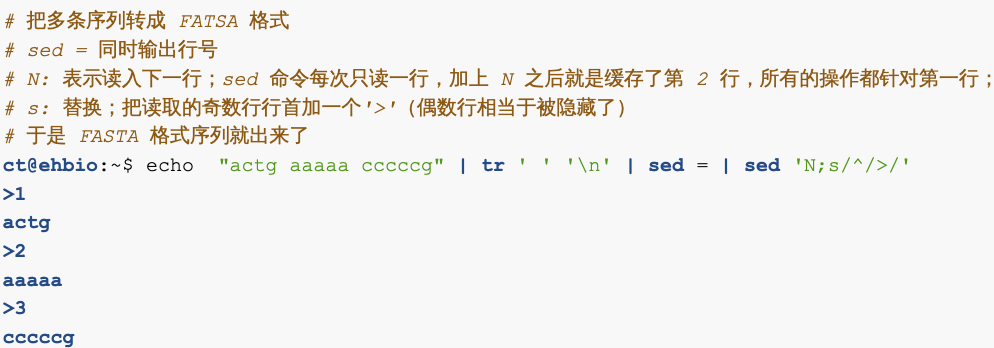 # 把多条序列转成 FATSA 格式
# sed = 同时输出行号
# N: 表示读入下一行；sed 命令每次只读一行，加上 N 之后就是缓存了第 2 行，所有的操作都针对第一行；
# s: 替换；把读取的奇数行行首加一个'>'（偶数行相当于被隐藏了）
# 于是 FASTA 格式序列就出来了
ct@ehbio:~$ echo  "actg aaaaa cccccg" | tr ' ' '\n' | sed = | sed 'N;s/^/>/'
>1
actg
>2
aaaaa
>3
cccccg